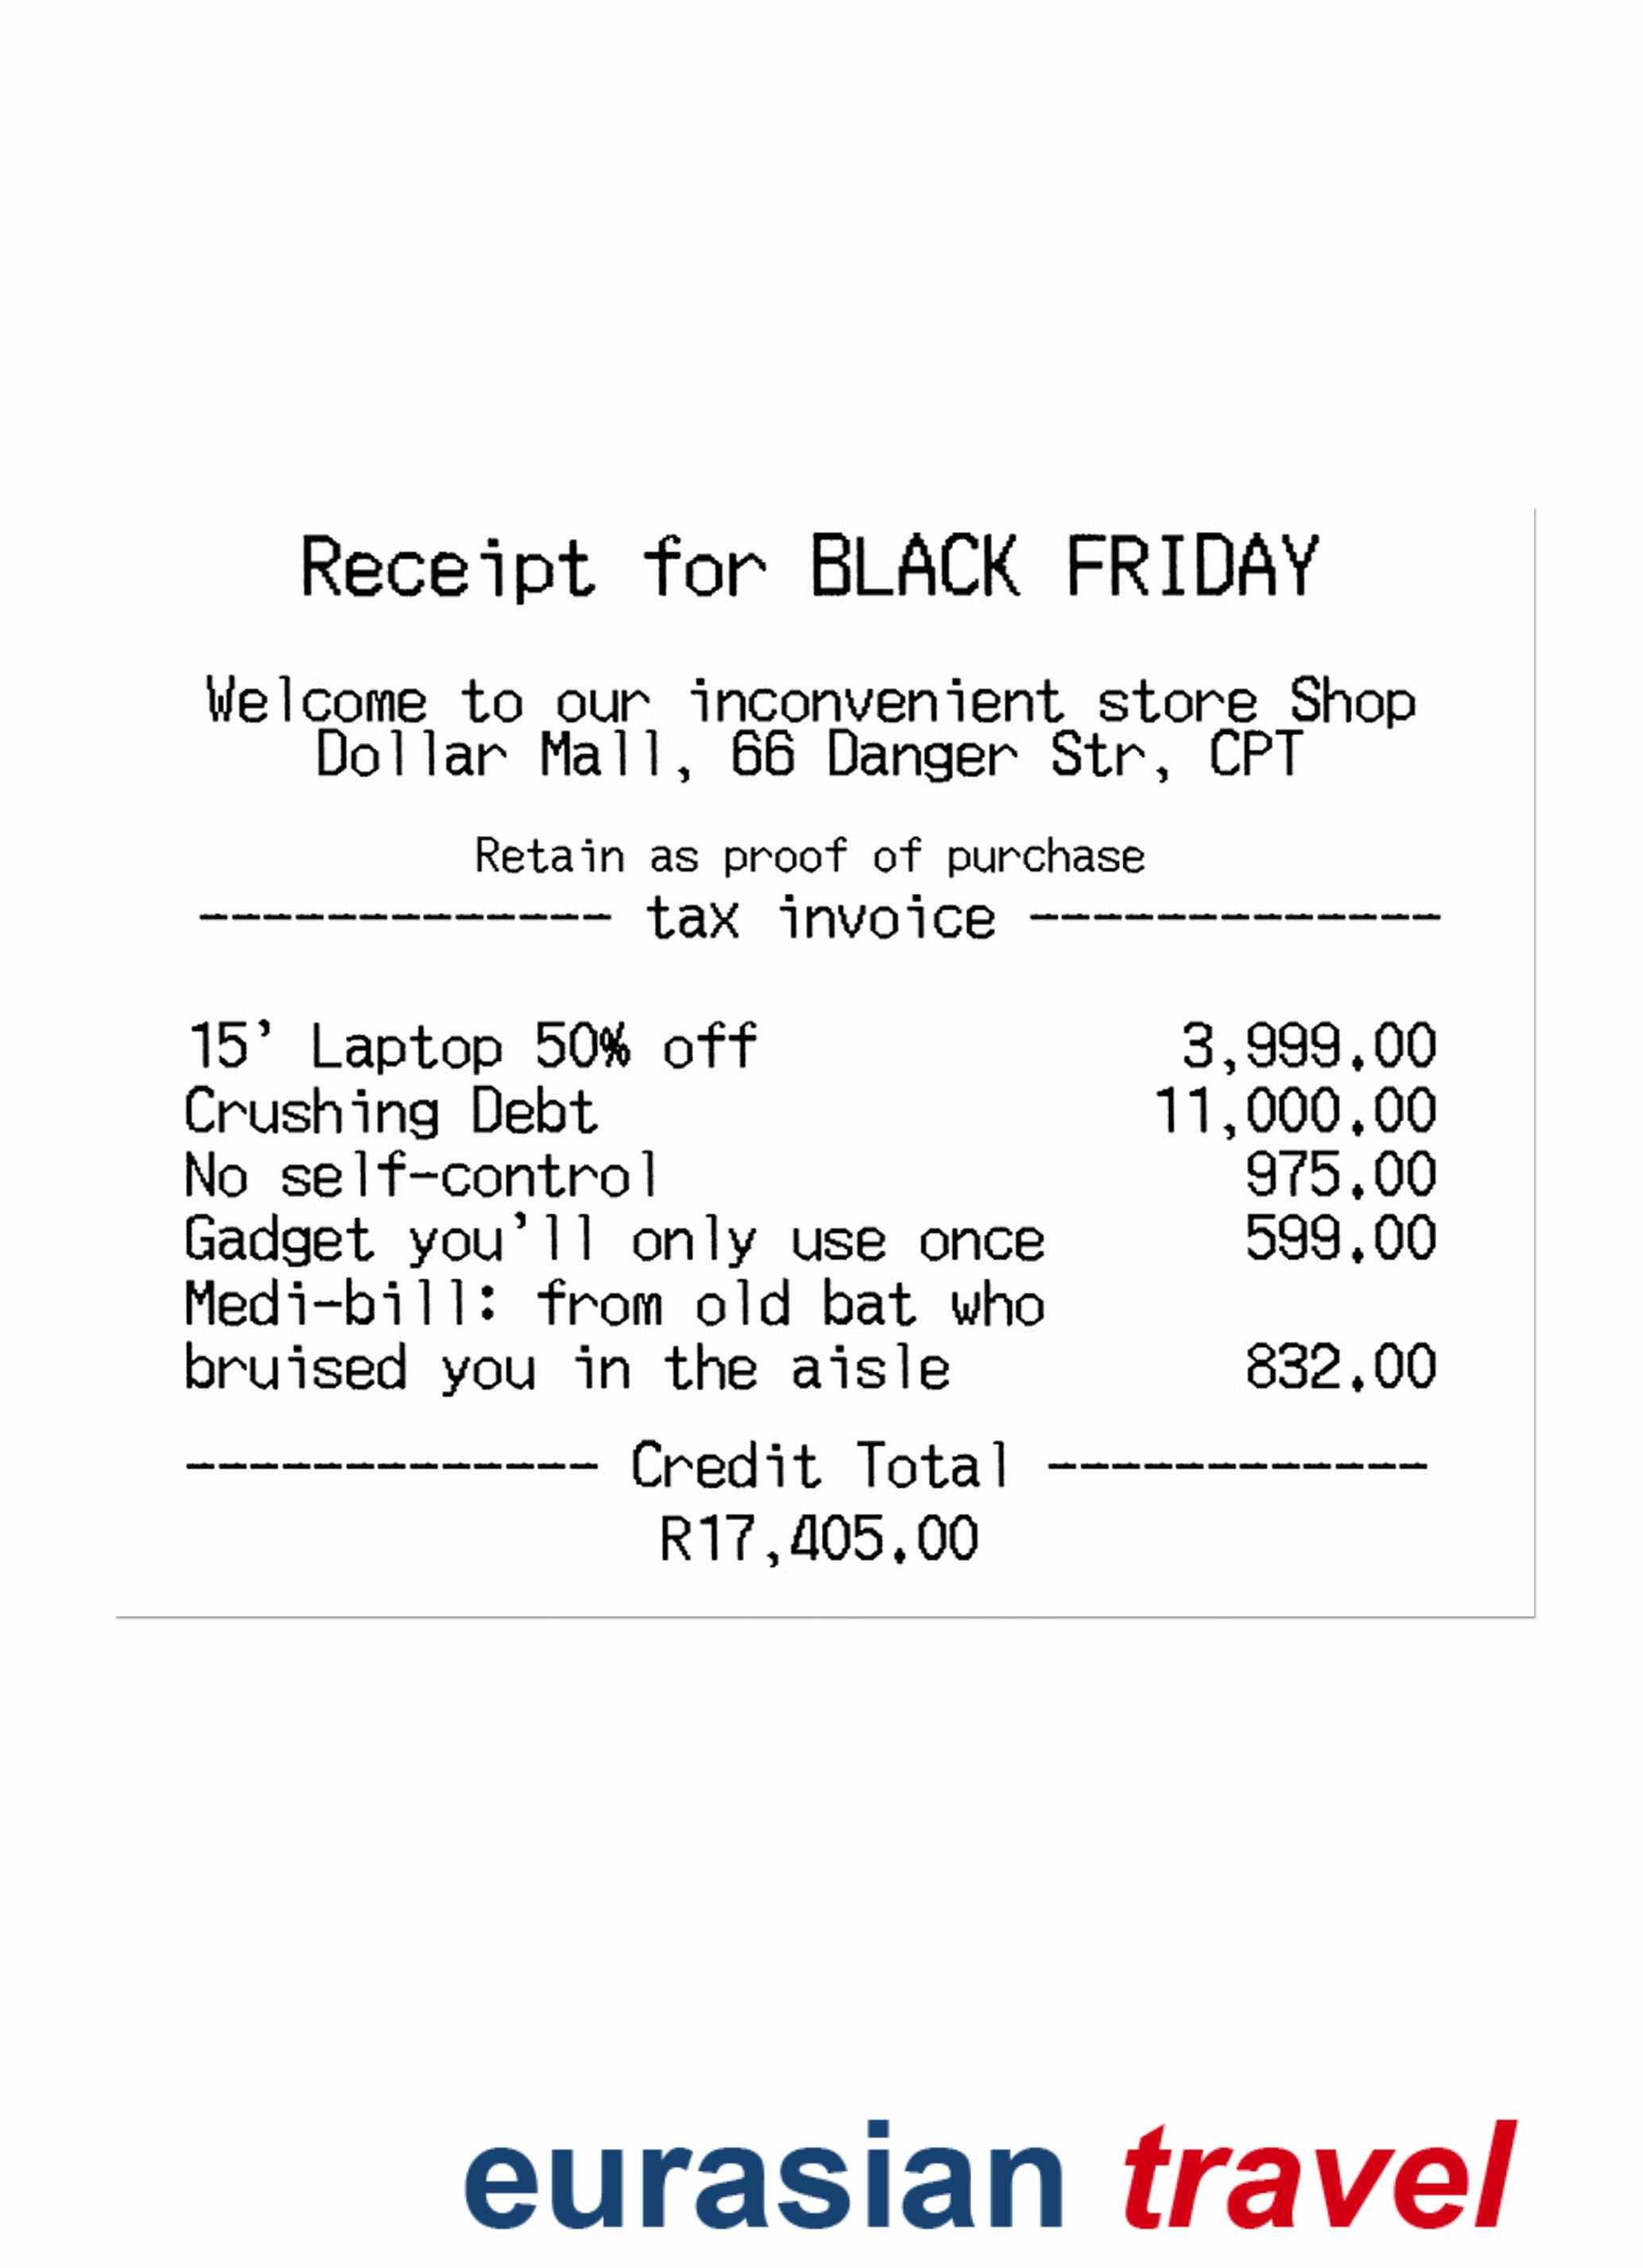 Receipt for BLACK FRIDAY
Welcome to our inconvenient store Shop
Dollar Mall, 66 Danger Str, CPT
Retain as proof of purchase
------------- tax invoice -------------
15’ Laptop 50% off 3,999.00
Crushing Debt 11,000.00
No self-control 975.00
Gadget you’ll only use once 599.00
Medi-bill: from old bat who
bruised you in the aisle 832.00
------------- Credit Total ------------
R17,405.00
eurasian travel